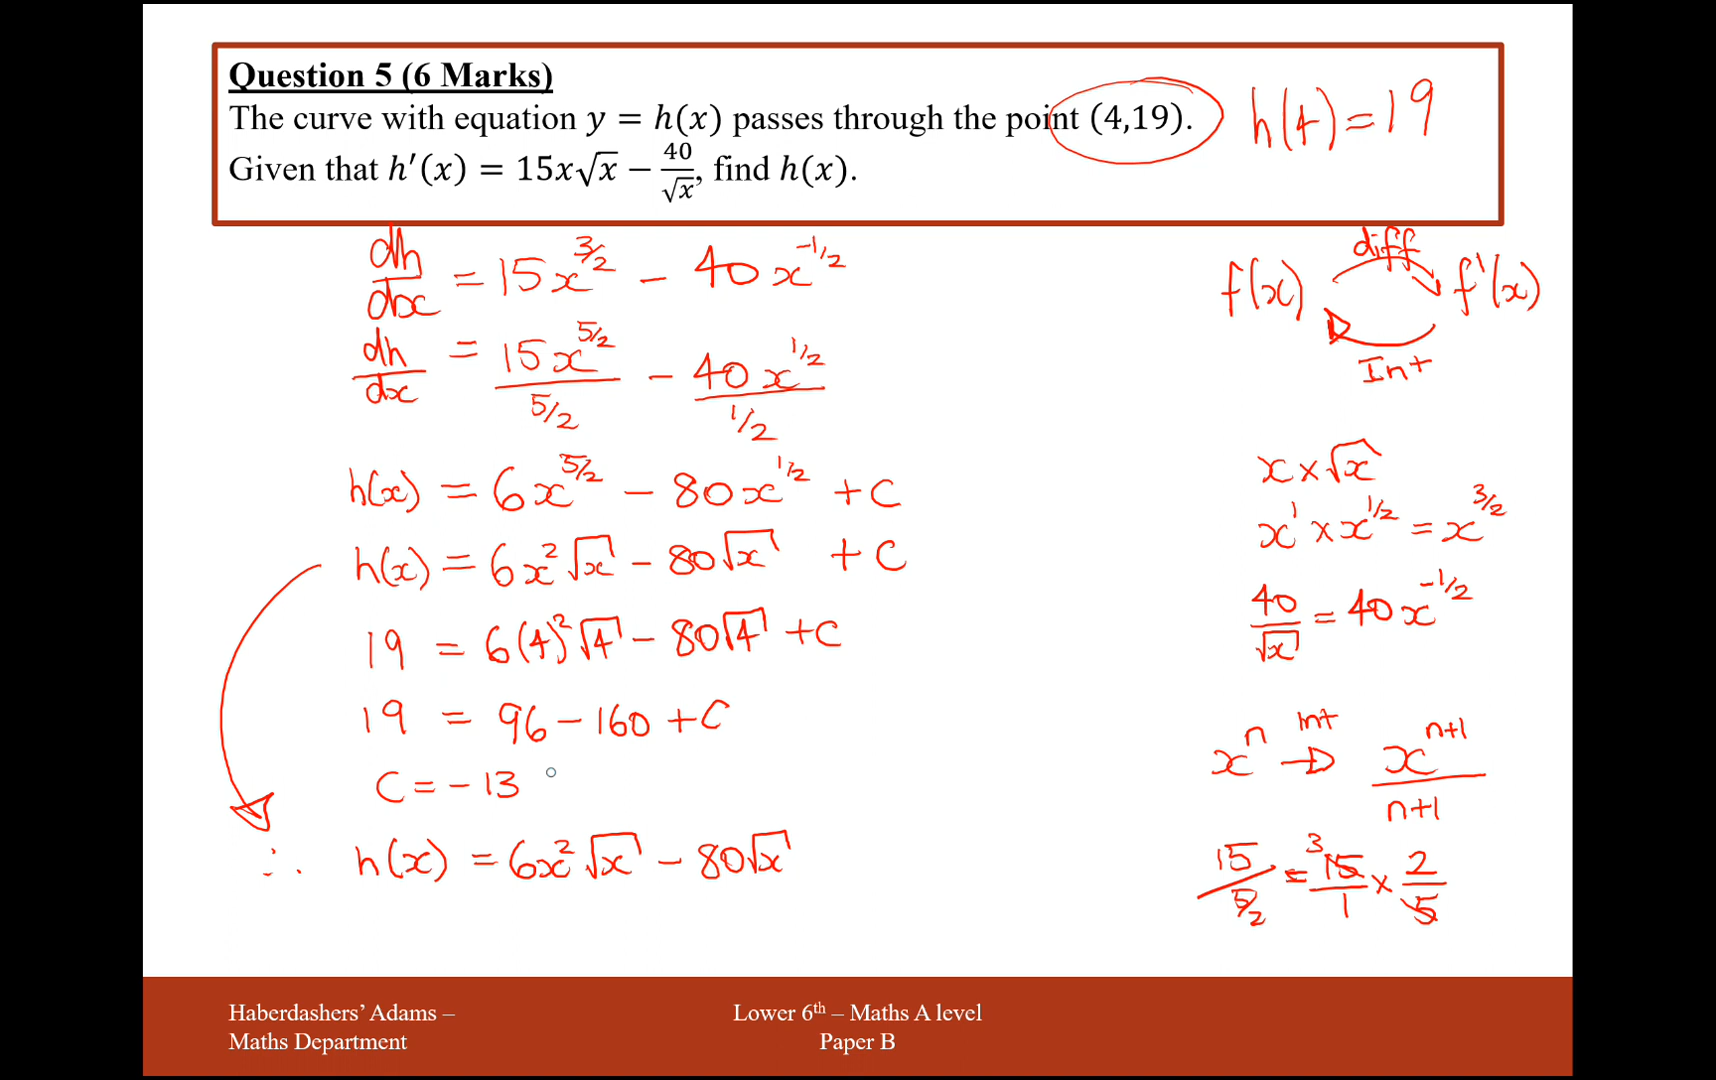 Question 5 (6 Marks)
The curve with equation y = h(x) passes through the point (4,19).
h(4) = 19
Given that h′(x) = 15x√x − 40/√x, find h(x).
dh/dx = 15x^(3/2) − 40x^(−1/2)
dh/dx = 15x^(5/2)/(5/2) − 40x^(1/2)/(1/2)
h(x) = 6x^(5/2) − 80x^(1/2) + C
h(x) = 6x²√x − 80√x + C
19 = 6(4)²√4 − 80√4 + C
19 = 96 − 160 + C
C = −13
∴ h(x) = 6x²√x − 80√x
diff
f(x) f'(x)
Int
x × √x
x^1 × x^(1/2) = x^(3/2)
40/√x = 40x^(−1/2)
x^n int → x^(n+1)/(n+1)
15/(5/2) = 3 15/1 × 2/5
Haberdashers’ Adams –
Maths Department
Lower 6th – Maths A level
Paper B